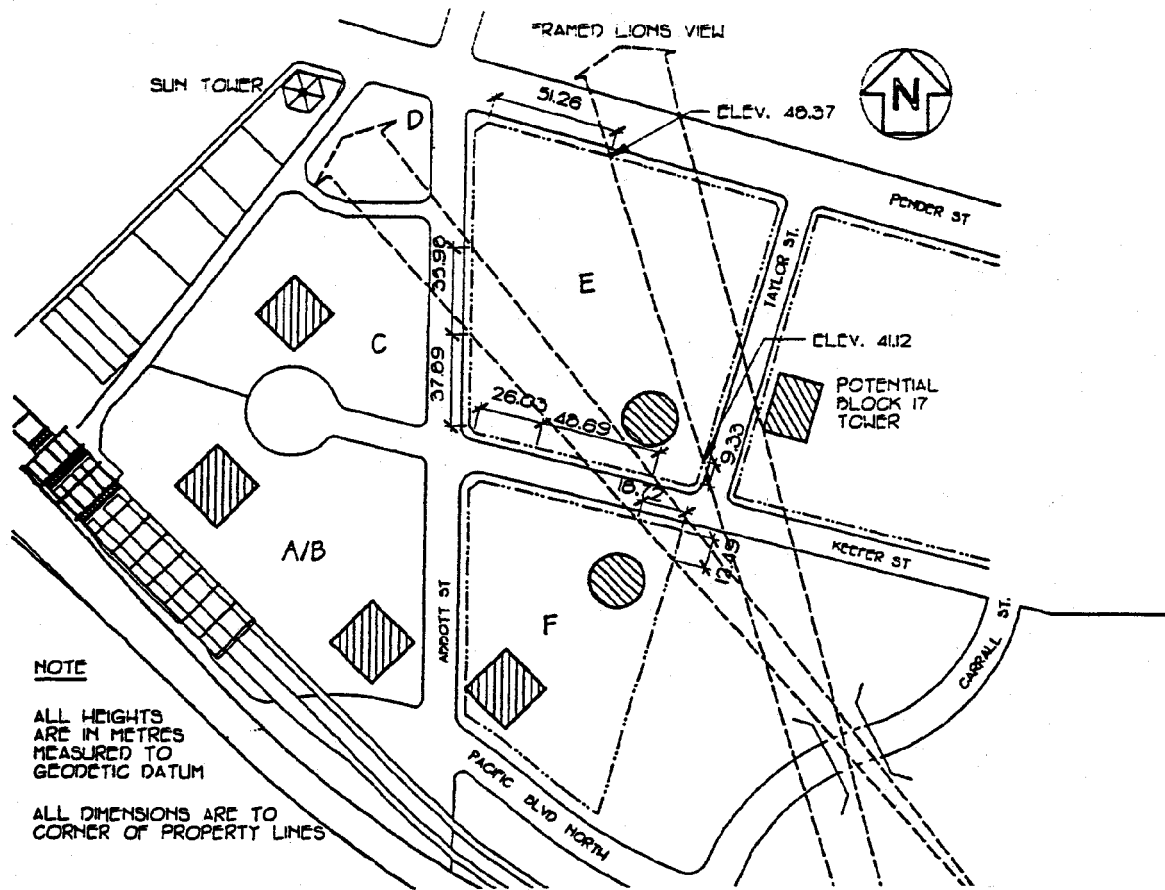 FRAMED LIONS VIEW
SUN TOWER
N
51.26
ELEV. 48.37
D
PENDER ST
TAYLOR ST.
E
35.90
C
ELEV. 41.12
37.89
POTENTIAL
BLOCK 17
TOWER
26.03
48.69
9.33
18.72
KEEFER ST
12.49
A/B
ABBOTT ST
F
CARRALL ST.
NOTE
ALL HEIGHTS
ARE IN METRES
MEASURED TO
GEODETIC DATUM
PACIFIC BLVD NORTH
ALL DIMENSIONS ARE TO
CORNER OF PROPERTY LINES